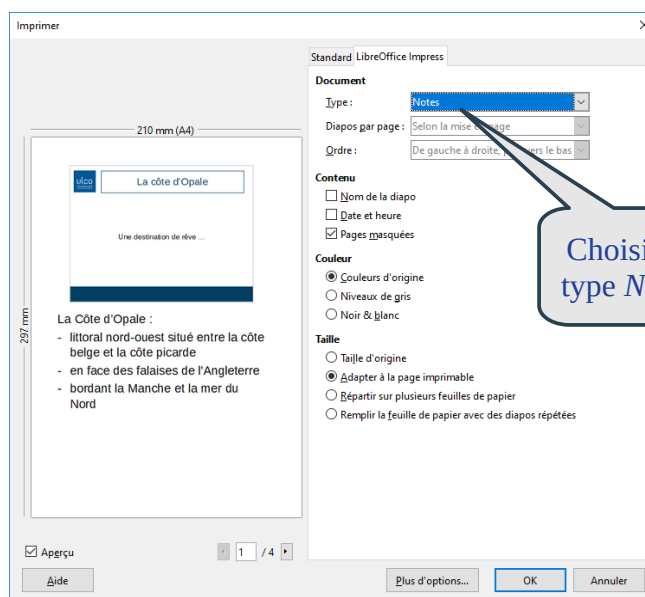 Imprimer
Standard LibreOffice Impress
Document
Type : Notes
Diapos par page : Selon la mise page
Ordre : De gauche à droite, vers le bas
Contenu
Nom de la diapo
Date et heure
Pages masquées
Couleur
Couleurs d'origine
Niveaux de gris
Noir & blanc
Taille
Taille d'origine
Adapter à la page imprimable
Répartir sur plusieurs feuilles de papier
Remplir la feuille de papier avec des diapos répétées
Choisi
type N
210 mm (A4)
297 mm
ulco
La côte d'Opale
Une destination de rêve ...
La Côte d'Opale :
- littoral nord-ouest situé entre la côte
belge et la côte picarde
- en face des falaises de l'Angleterre
- bordant la Manche et la mer du
Nord
Aperçu
1 / 4
Aide
Plus d'options...
OK
Annuler